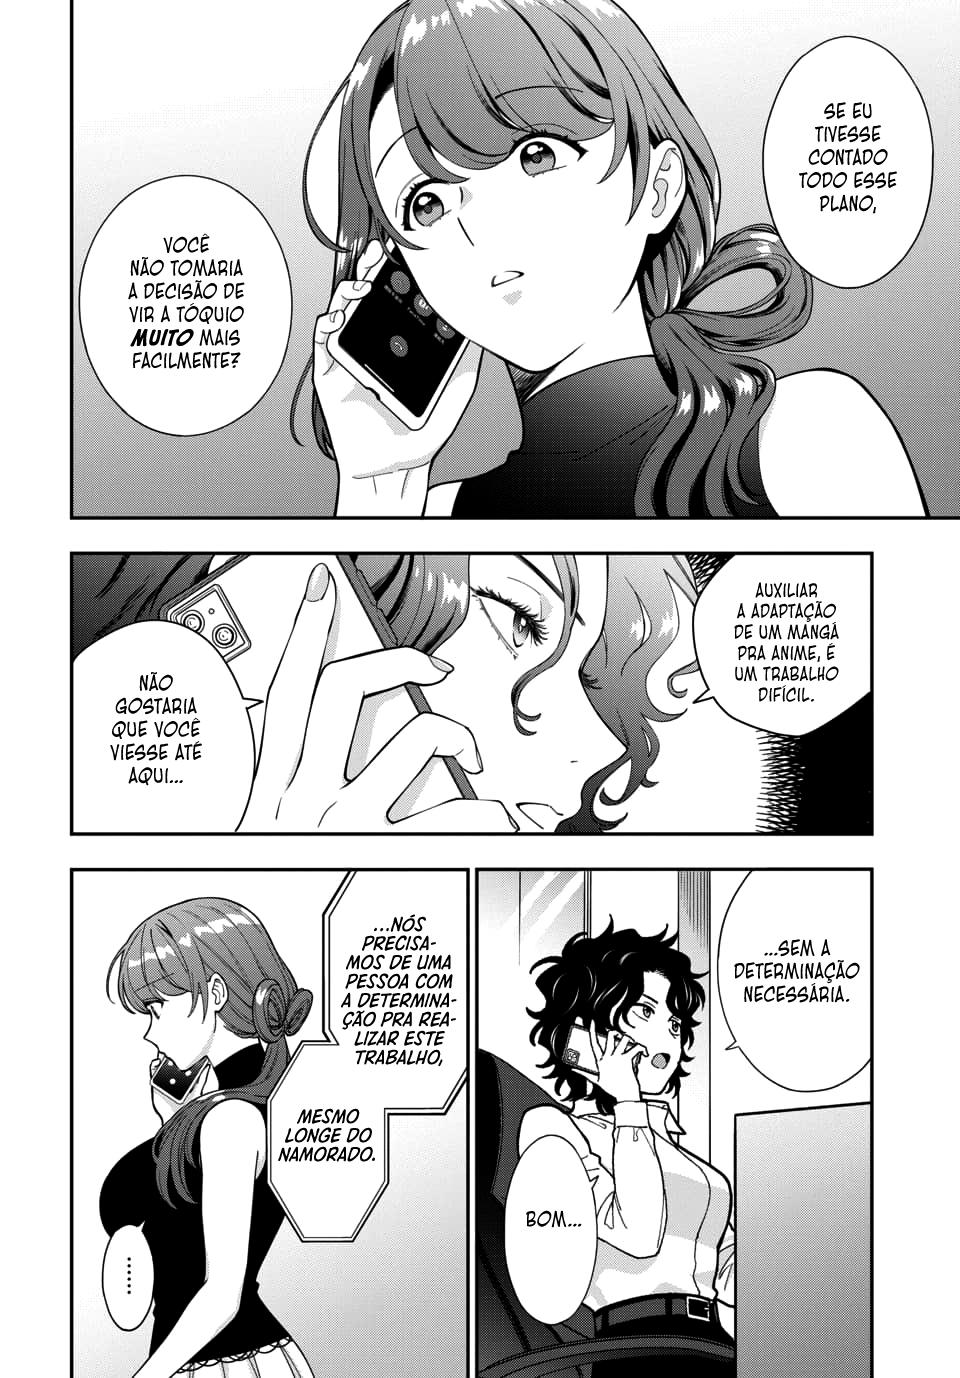 SE EU
TIVESSE
CONTADO
TODO ESSE
PLANO,
VOCÊ
NÃO TOMARIA
A DECISÃO DE
VIR A TÓQUIO
MUITO MAIS
FACILMENTE?
AUXILIAR
A ADAPTAÇÃO
DE UM MANGÁ
PRA ANIME, É
UM TRABALHO
DIFÍCIL.
NÃO
GOSTARIA
QUE VOCÊ
VIESSE ATÉ
AQUI...
...SEM A
DETERMINAÇÃO
NECESSÁRIA.
BOM...
...NÓS
PRECISA-
MOS DE UMA
PESSOA COM
A DETERMINA-
ÇÃO PRA REA-
LIZAR ESTE
TRABALHO,
MESMO
LONGE DO
NAMORADO.
......